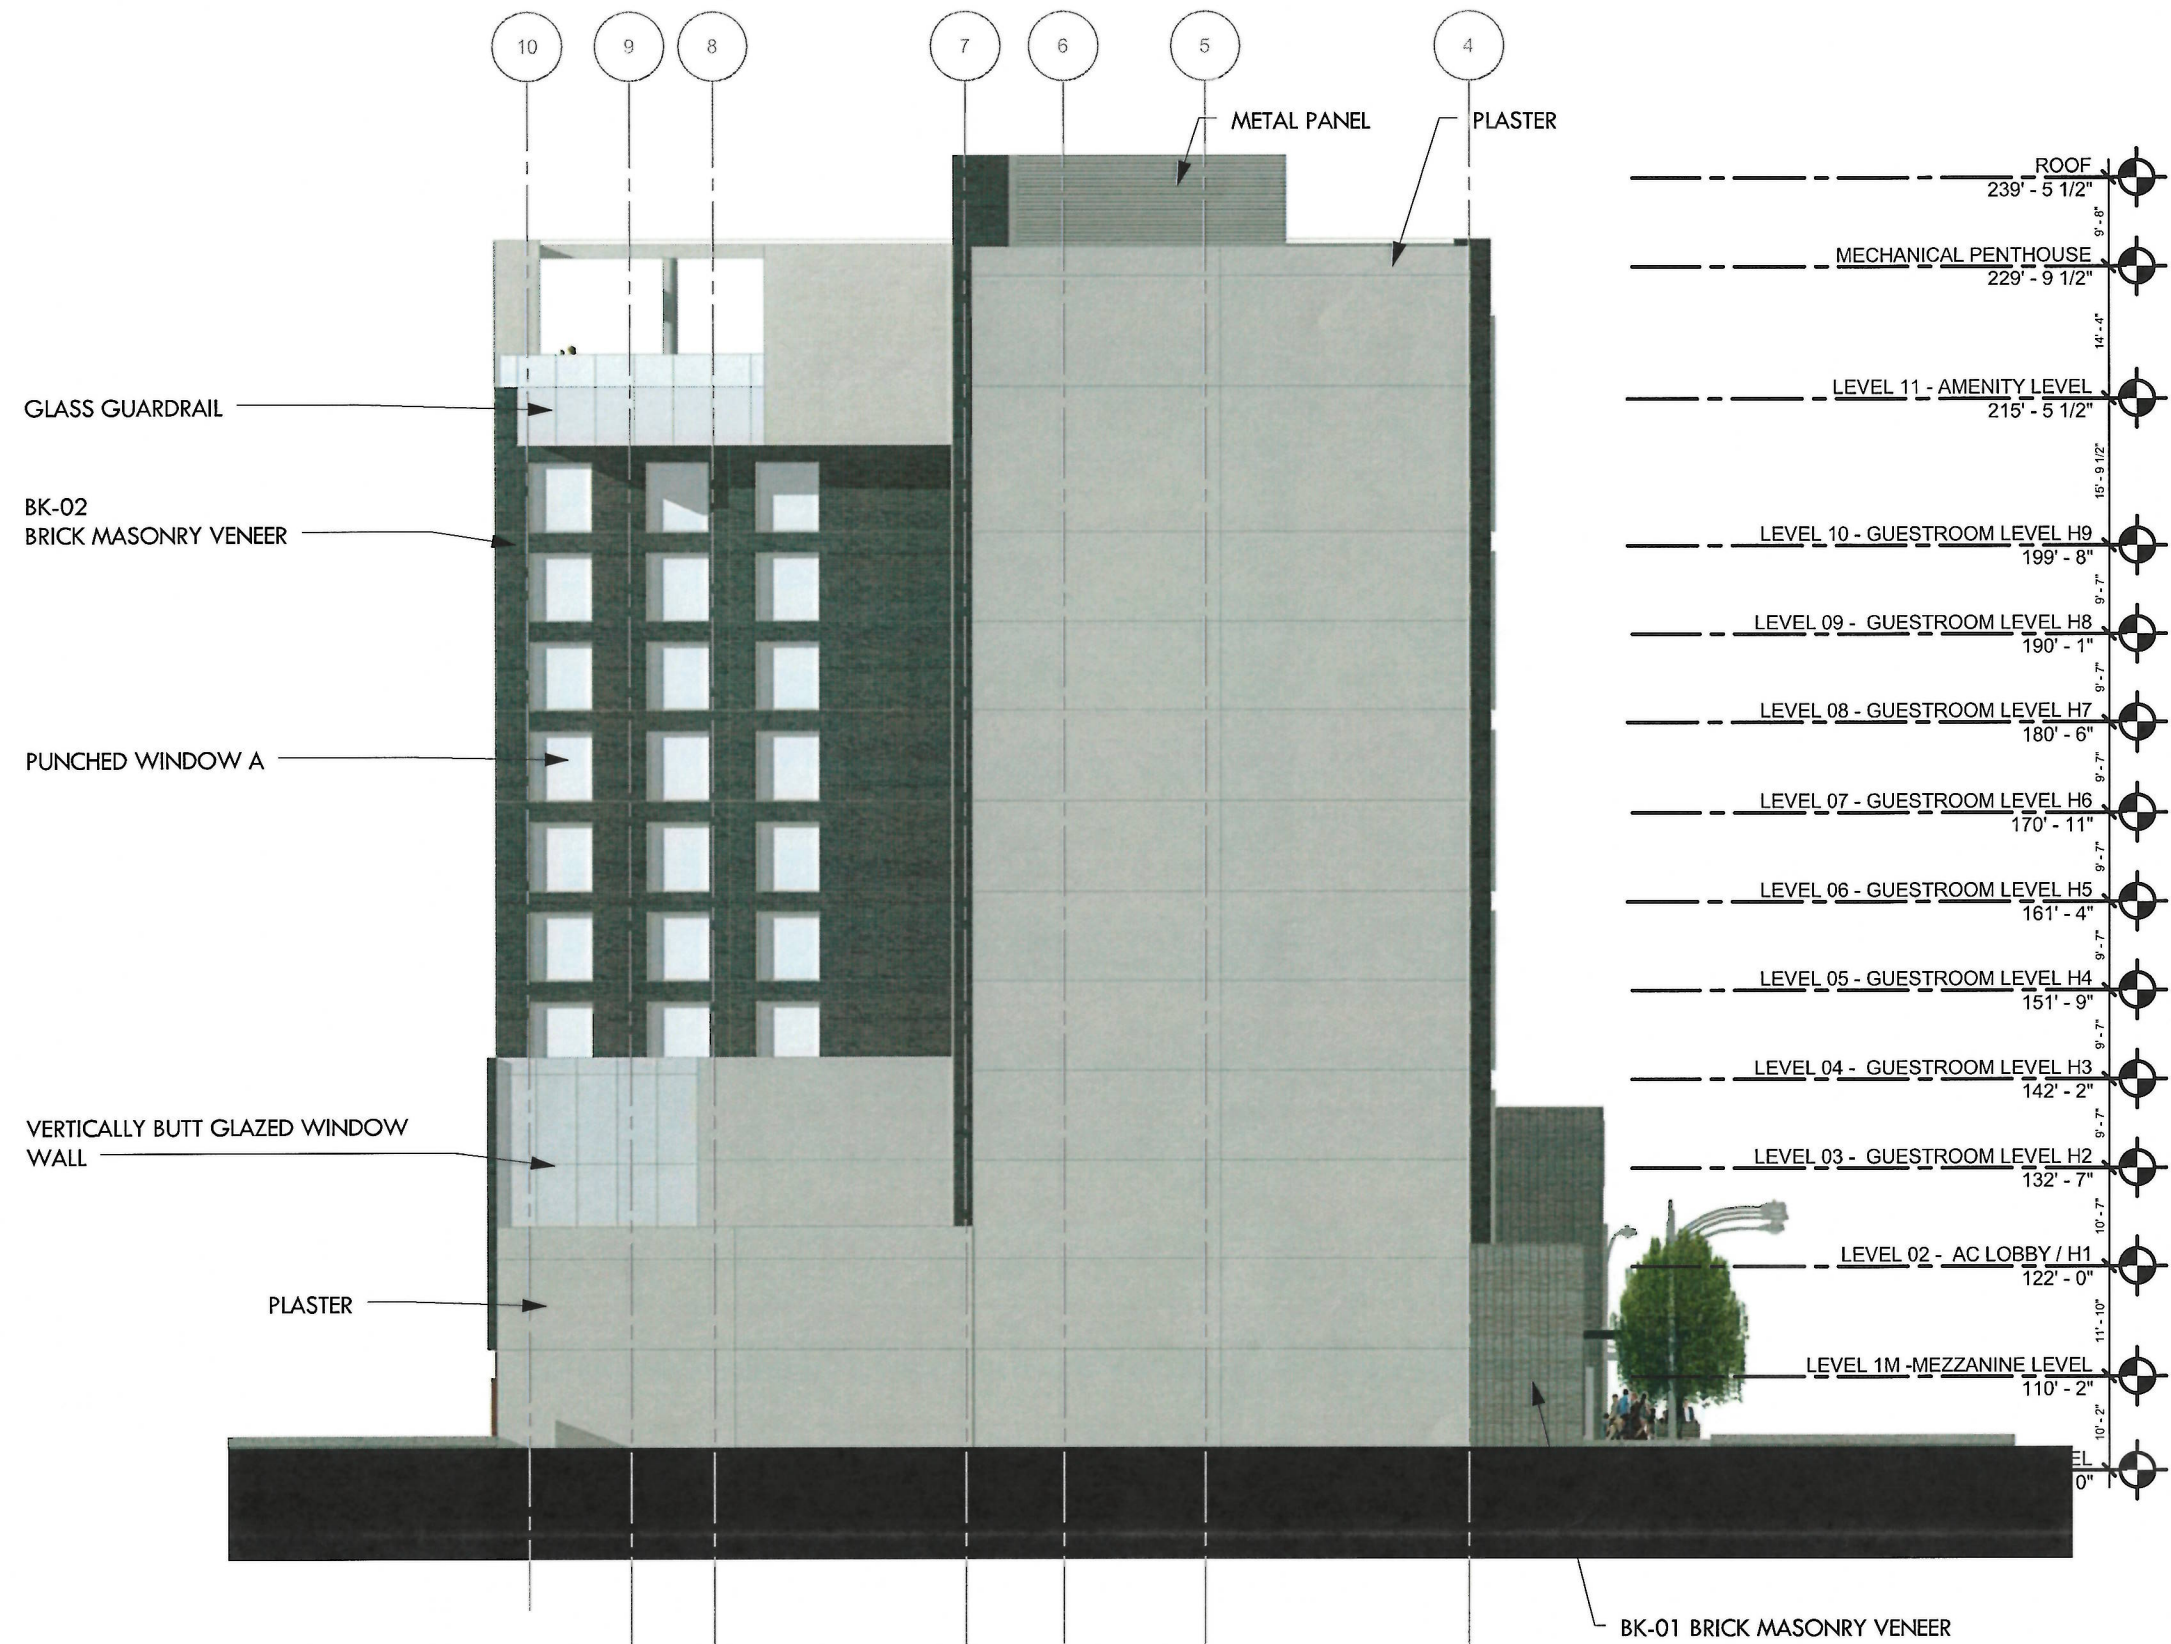 10
9
8
7
6
5
4
METAL PANEL
PLASTER
ROOF
239' - 5 1/2"
9' - 8"
MECHANICAL PENTHOUSE
229' - 9 1/2"
14' - 4"
LEVEL 11 - AMENITY LEVEL
215' - 5 1/2"
GLASS GUARDRAIL
15' - 9 1/2"
BK-02
BRICK MASONRY VENEER
LEVEL 10 - GUESTROOM LEVEL H9
199' - 8"
9' - 7"
LEVEL 09 - GUESTROOM LEVEL H8
190' - 1"
9' - 7"
LEVEL 08 - GUESTROOM LEVEL H7
180' - 6"
PUNCHED WINDOW A
9' - 7"
LEVEL 07 - GUESTROOM LEVEL H6
170' - 11"
9' - 7"
LEVEL 06 - GUESTROOM LEVEL H5
161' - 4"
9' - 7"
LEVEL 05 - GUESTROOM LEVEL H4
151' - 9"
9' - 7"
LEVEL 04 - GUESTROOM LEVEL H3
142' - 2"
9' - 7"
VERTICALLY BUTT GLAZED WINDOW
WALL
LEVEL 03 - GUESTROOM LEVEL H2
132' - 7"
10' - 7"
LEVEL 02 - AC LOBBY / H1
122' - 0"
PLASTER
11' - 10"
LEVEL 1M -MEZZANINE LEVEL
110' - 2"
10' - 2"
EL
0"
BK-01 BRICK MASONRY VENEER